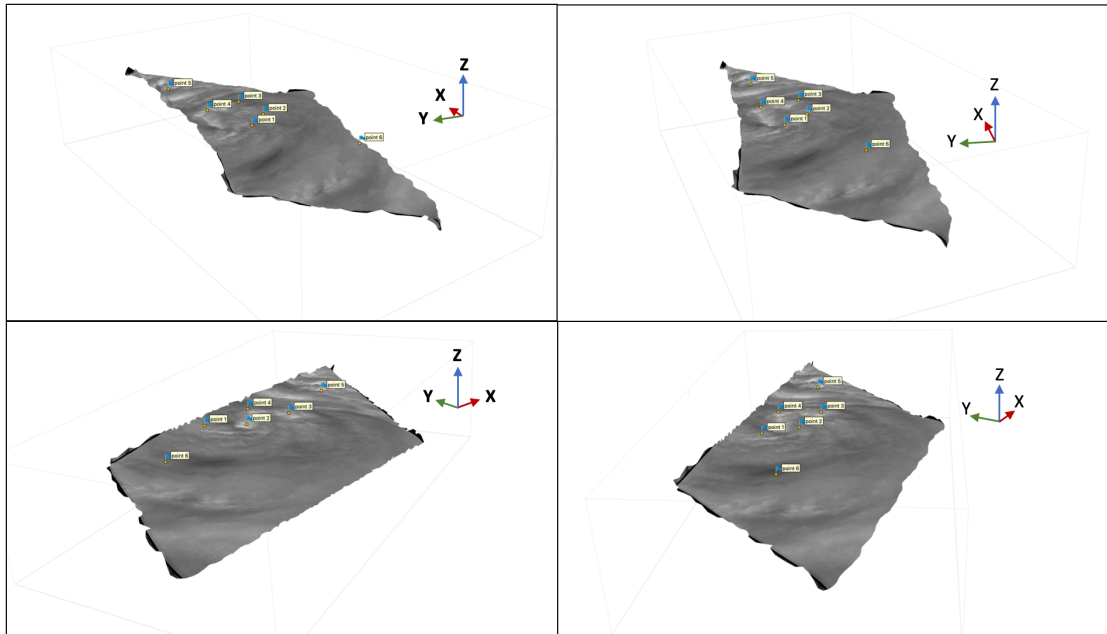 point 5
point 4
point 3
point 2
point 1
point 6
X
Y
Z
point 5
point 4
point 3
point 2
point 1
point 6
X
Y
Z
point 5
point 4
point 3
point 1
point 2
point 6
Z
Y
X
point 5
point 4
point 3
point 1
point 2
point 6
Z
Y
X